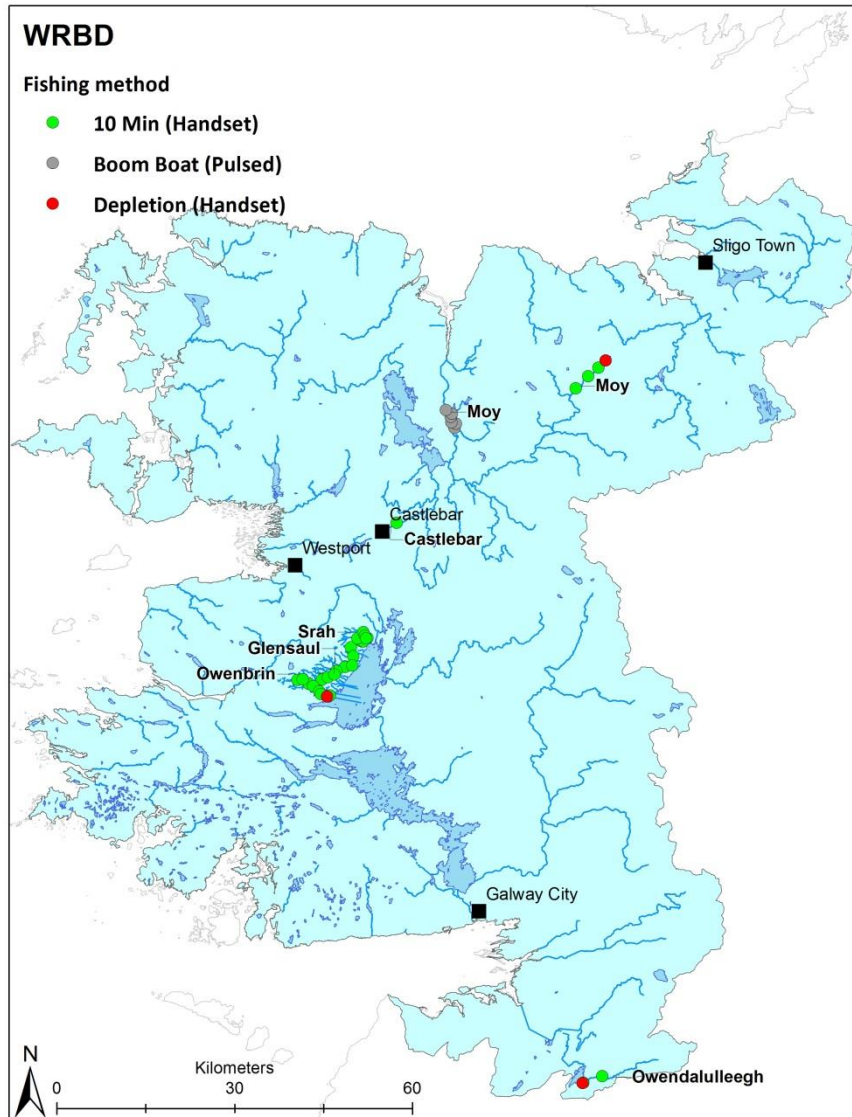 WRBD
Fishing method
10 Min (Handset)
Boom Boat (Pulsed)
Depletion (Handset)
Sligo Town
Moy
Moy
Castlebar
Castlebar
Westport
Srah
Glensaul
Owenbrin
Galway City
Owendalulleegh
N
Kilometers
0 30 60